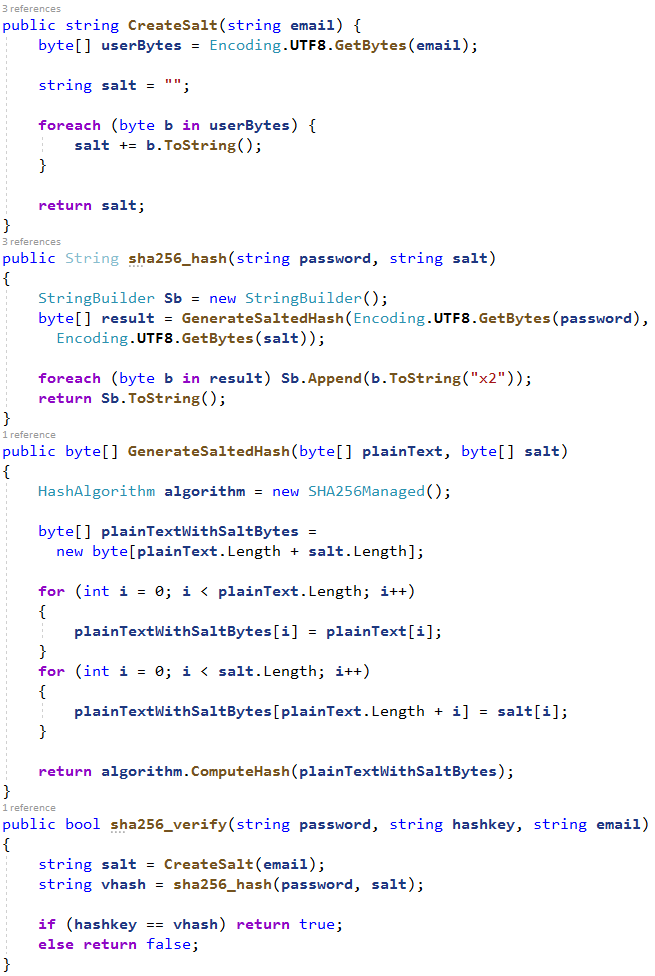 3 references
public string CreateSalt(string email) {
    byte[] userBytes = Encoding.UTF8.GetBytes(email);

    string salt = "";

    foreach (byte b in userBytes) {
        salt += b.ToString();
    }

    return salt;
}
3 references
public String sha256_hash(string password, string salt)
{
    StringBuilder Sb = new StringBuilder();
    byte[] result = GenerateSaltedHash(Encoding.UTF8.GetBytes(password),
      Encoding.UTF8.GetBytes(salt));

    foreach (byte b in result) Sb.Append(b.ToString("x2"));
    return Sb.ToString();
}
1 reference
public byte[] GenerateSaltedHash(byte[] plainText, byte[] salt)
{
    HashAlgorithm algorithm = new SHA256Managed();

    byte[] plainTextWithSaltBytes =
      new byte[plainText.Length + salt.Length];

    for (int i = 0; i < plainText.Length; i++)
    {
        plainTextWithSaltBytes[i] = plainText[i];
    }
    for (int i = 0; i < salt.Length; i++)
    {
        plainTextWithSaltBytes[plainText.Length + i] = salt[i];
    }

    return algorithm.ComputeHash(plainTextWithSaltBytes);
}
1 reference
public bool sha256_verify(string password, string hashkey, string email)
{
    string salt = CreateSalt(email);
    string vhash = sha256_hash(password, salt);

    if (hashkey == vhash) return true;
    else return false;
}